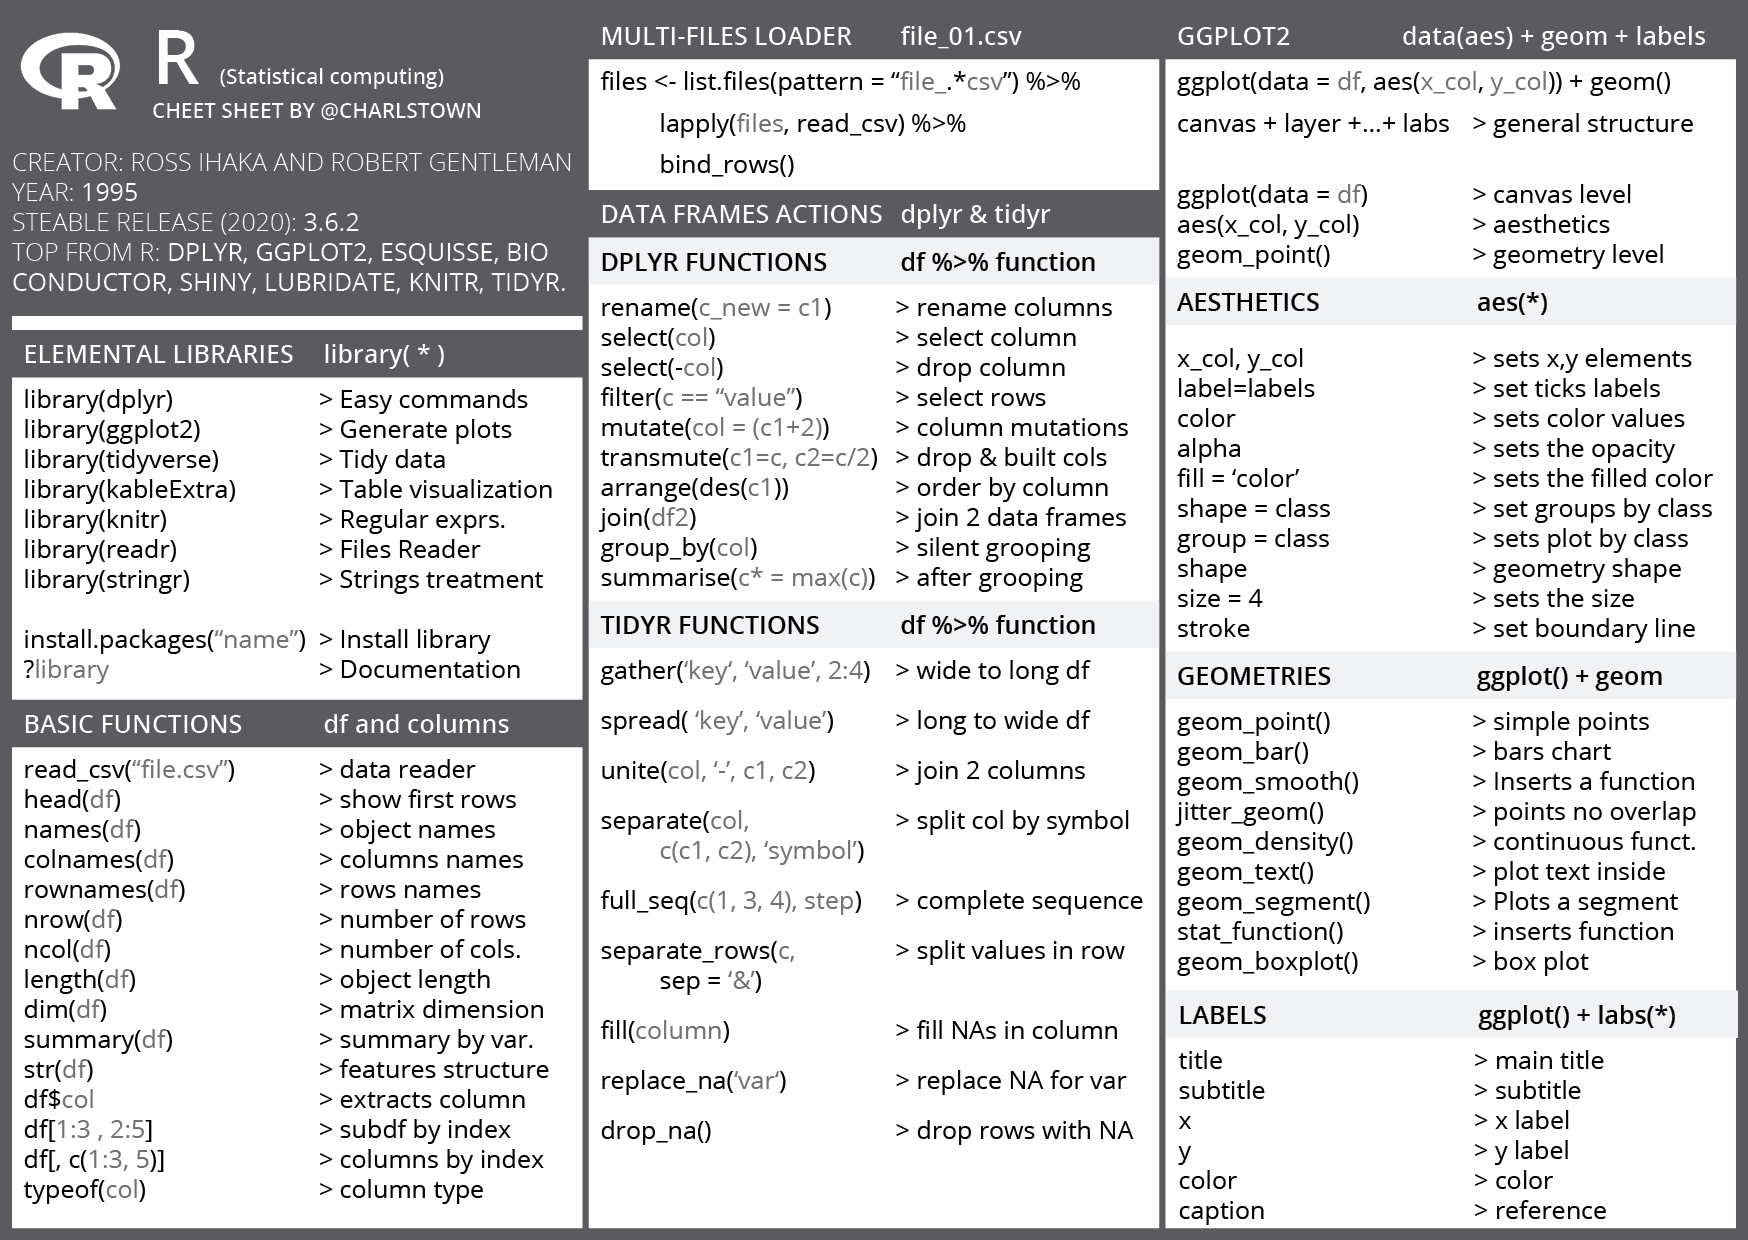 R
R (Statistical computing)
CHEET SHEET BY @CHARLSTOWN
CREATOR: ROSS IHAKA AND ROBERT GENTLEMAN
YEAR: 1995
STEABLE RELEASE (2020): 3.6.2
TOP FROM R: DPLYR, GGPLOT2, ESQUISSE, BIO
CONDUCTOR, SHINY, LUBRIDATE, KNITR, TIDYR.
ELEMENTAL LIBRARIES library( * )
library(dplyr) > Easy commands
library(ggplot2) > Generate plots
library(tidyverse) > Tidy data
library(kableExtra) > Table visualization
library(knitr) > Regular exprs.
library(readr) > Files Reader
library(stringr) > Strings treatment
install.packages(“name”) > Install library
?library > Documentation
BASIC FUNCTIONS df and columns
read_csv(“file.csv”) > data reader
head(df) > show first rows
names(df) > object names
colnames(df) > columns names
rownames(df) > rows names
nrow(df) > number of rows
ncol(df) > number of cols.
length(df) > object length
dim(df) > matrix dimension
summary(df) > summary by var.
str(df) > features structure
df$col > extracts column
df[1:3 , 2:5] > subdf by index
df[, c(1:3, 5)] > columns by index
typeof(col) > column type
MULTI-FILES LOADER file_01.csv
files <- list.files(pattern = “file_.*csv”) %>%
lapply(files, read_csv) %>%
bind_rows()
DATA FRAMES ACTIONS dplyr & tidyr
DPLYR FUNCTIONS df %>% function
rename(c_new = c1) > rename columns
select(col) > select column
select(-col) > drop column
filter(c == “value”) > select rows
mutate(col = (c1+2)) > column mutations
transmute(c1=c, c2=c/2) > drop & built cols
arrange(des(c1)) > order by column
join(df2) > join 2 data frames
group_by(col) > silent grooping
summarise(c* = max(c)) > after grooping
TIDYR FUNCTIONS df %>% function
gather(‘key‘, ‘value’, 2:4) > wide to long df
spread( ‘key’, ‘value’) > long to wide df
unite(col, ‘-’, c1, c2) > join 2 columns
separate(col, > split col by symbol
c(c1, c2), ‘symbol’)
full_seq(c(1, 3, 4), step) > complete sequence
separate_rows(c, > split values in row
sep = ‘&’)
fill(column) > fill NAs in column
replace_na(‘var‘) > replace NA for var
drop_na() > drop rows with NA
GGPLOT2 data(aes) + geom + labels
ggplot(data = df, aes(x_col, y_col)) + geom()
canvas + layer +...+ labs > general structure
ggplot(data = df) > canvas level
aes(x_col, y_col) > aesthetics
geom_point() > geometry level
AESTHETICS aes(*)
x_col, y_col > sets x,y elements
label=labels > set ticks labels
color > sets color values
alpha > sets the opacity
fill = ‘color’ > sets the filled color
shape = class > set groups by class
group = class > sets plot by class
shape > geometry shape
size = 4 > sets the size
stroke > set boundary line
GEOMETRIES ggplot() + geom
geom_point() > simple points
geom_bar() > bars chart
geom_smooth() > Inserts a function
jitter_geom() > points no overlap
geom_density() > continuous funct.
geom_text() > plot text inside
geom_segment() > Plots a segment
stat_function() > inserts function
geom_boxplot() > box plot
LABELS ggplot() + labs(*)
title > main title
subtitle > subtitle
x > x label
y > y label
color > color
caption > reference